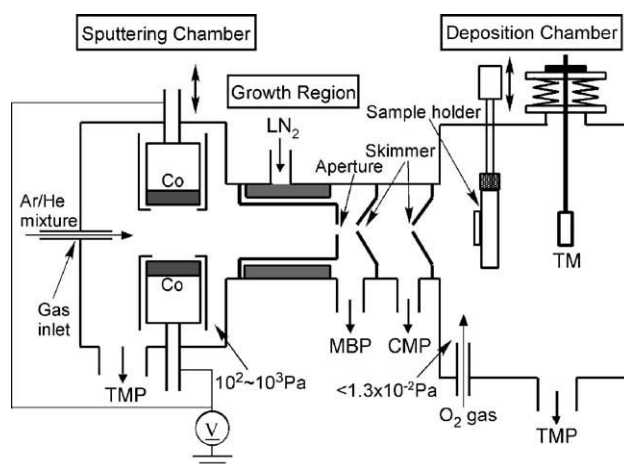 Sputtering Chamber
Deposition Chamber
Growth Region
LN2
Sample holder
Aperture
Skimmer
Co
Ar/He
mixture
Co
Gas
inlet
TM
MBP
CMP
10²~10³Pa
<1.3x10⁻²Pa
TMP
O2 gas
V
TMP